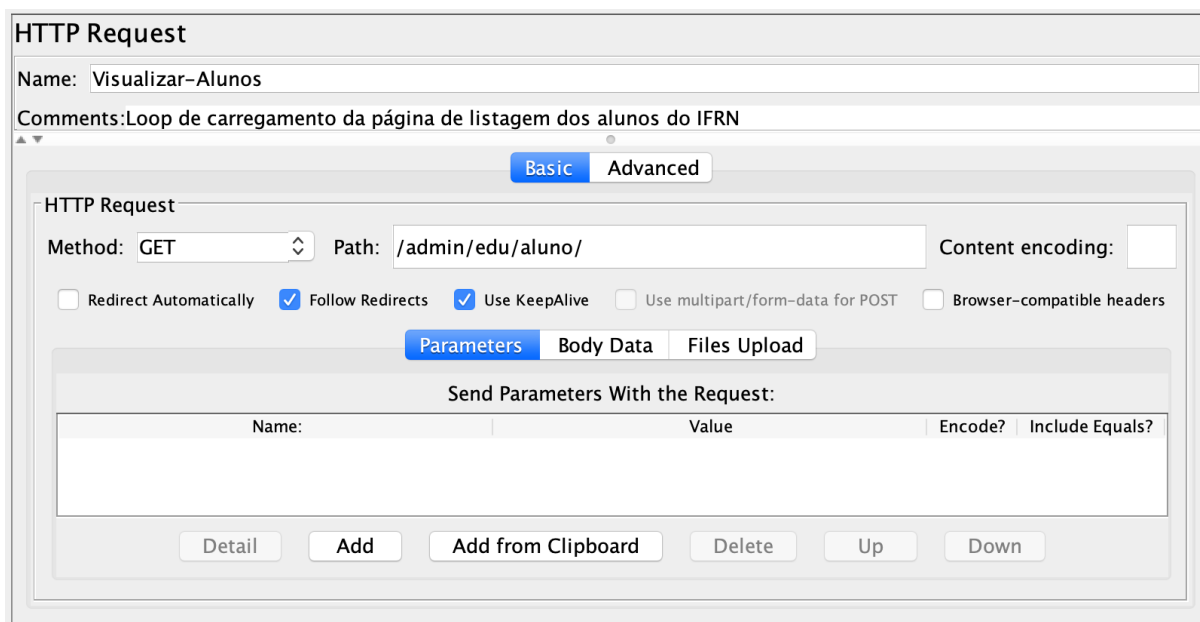 HTTP Request
Name: Visualizar-Alunos
Comments:Loop de carregamento da página de listagem dos alunos do IFRN
Basic Advanced
HTTP Request
Method: GET Path: /admin/edu/aluno/ Content encoding:
Redirect Automatically Follow Redirects Use KeepAlive Use multipart/form-data for POST Browser-compatible headers
Parameters Body Data Files Upload
Send Parameters With the Request:
Name: Value Encode? Include Equals?
Detail Add Add from Clipboard Delete Up Down